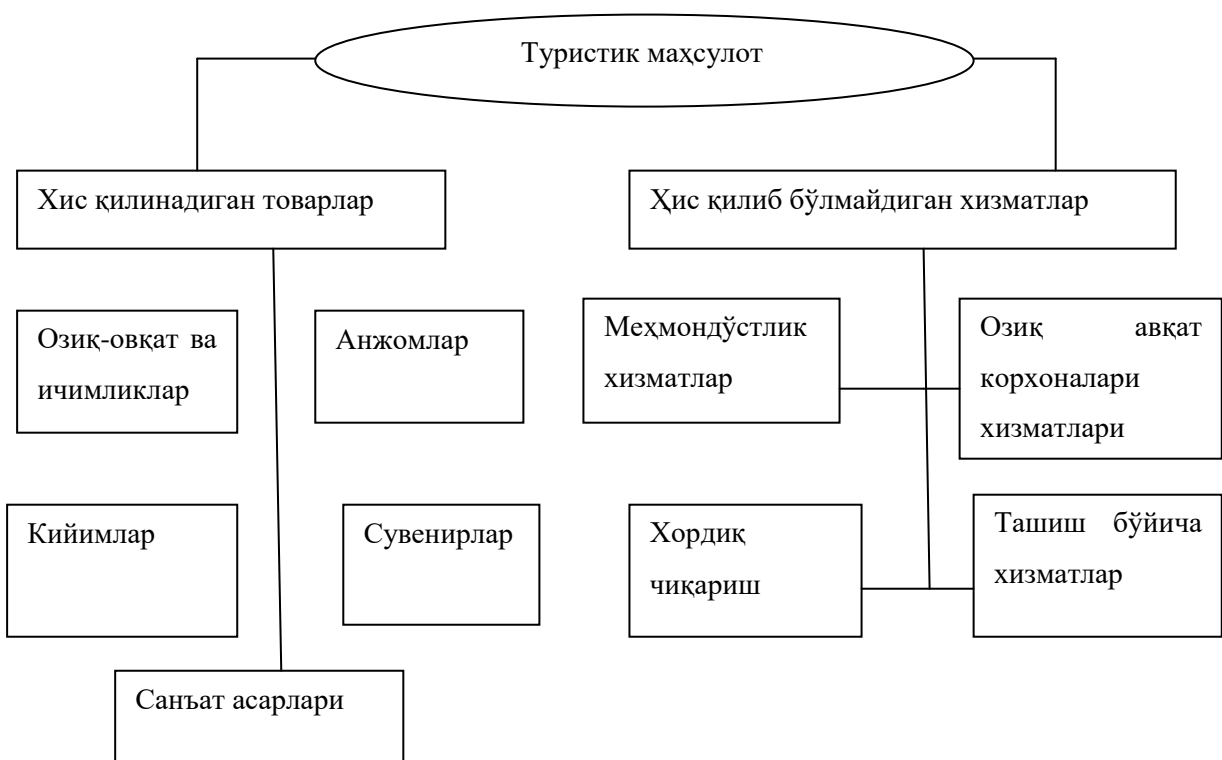 Туристик маҳсулот
Хис қилинадиган товарлар
Ҳис қилиб бўлмайдиган хизматлар
Озиқ-овқат ва
ичимликлар
Анжомлар
Меҳмондўстлик
хизматлар
Озиқ авқат
корхоналари
хизматлари
Кийимлар
Сувенирлар
Хордиқ
чиқариш
Ташиш бўйича
хизматлар
Санъат асарлари